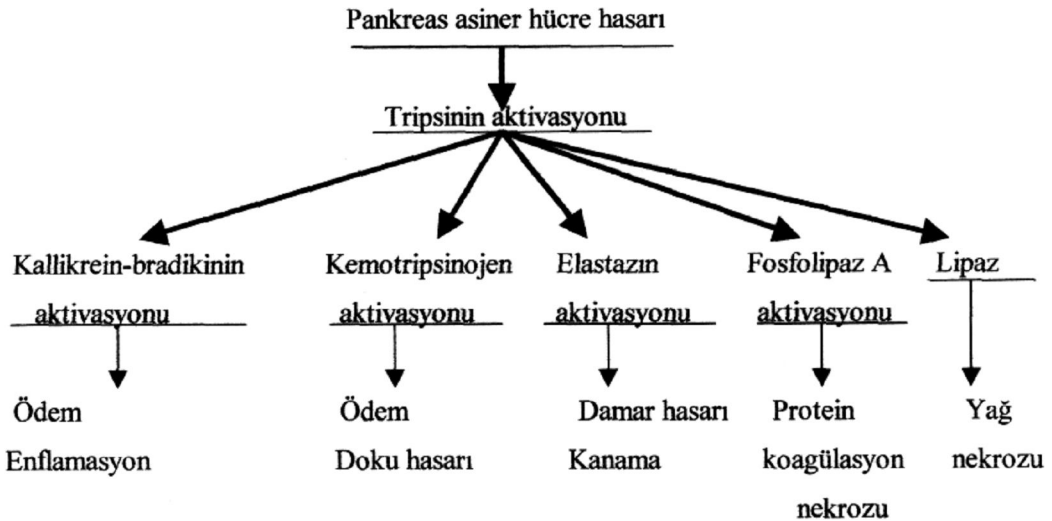 Pankreas asiner hücre hasarı
Tripsinin aktivasyonu
Kallikrein-bradikinin
aktivasyonu
Kemotripsinojen
aktivasyonu
Elastazın
aktivasyonu
Fosfolipaz A
aktivasyonu
Lipaz
Ödem
Enflamasyon
Ödem
Doku hasarı
Damar hasarı
Kanama
Protein
koagülasyon
nekrozu
Yağ
nekrozu